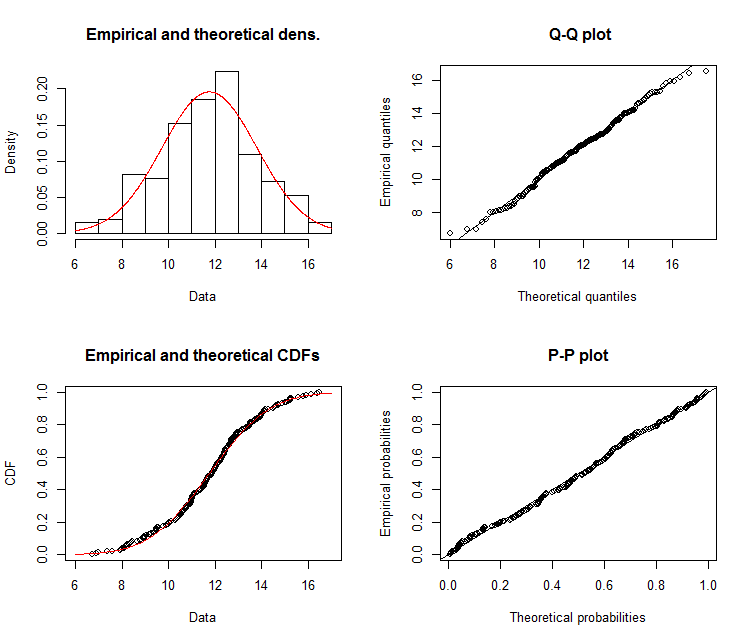 Empirical and theoretical dens.
Density
0.00 0.05 0.10 0.15 0.20
6 8 10 12 14 16
Data
Q-Q plot
Empirical quantiles
8 10 12 14 16
6 8 10 12 14 16
Theoretical quantiles
Empirical and theoretical CDFs
CDF
0.0 0.2 0.4 0.6 0.8 1.0
6 8 10 12 14 16
Data
P-P plot
Empirical probabilities
0.0 0.2 0.4 0.6 0.8 1.0
0.0 0.2 0.4 0.6 0.8 1.0
Theoretical probabilities